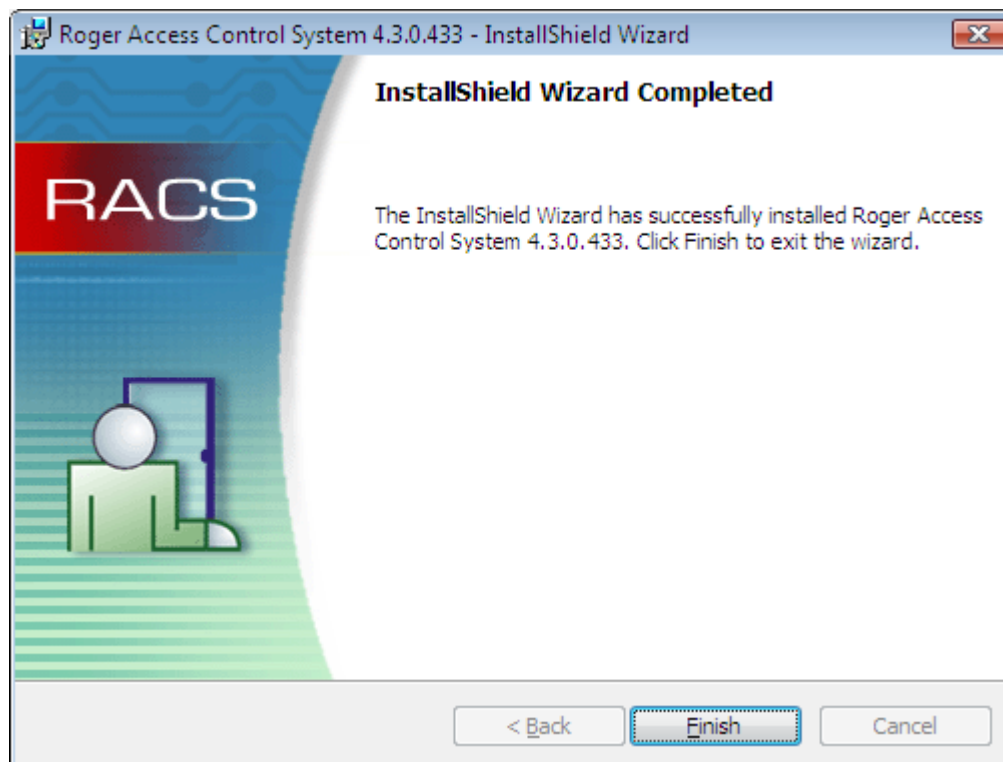 Roger Access Control System 4.3.0.433 - InstallShield Wizard
InstallShield Wizard Completed
RACS
The InstallShield Wizard has successfully installed Roger Access
Control System 4.3.0.433. Click Finish to exit the wizard.
< Back
Finish
Cancel